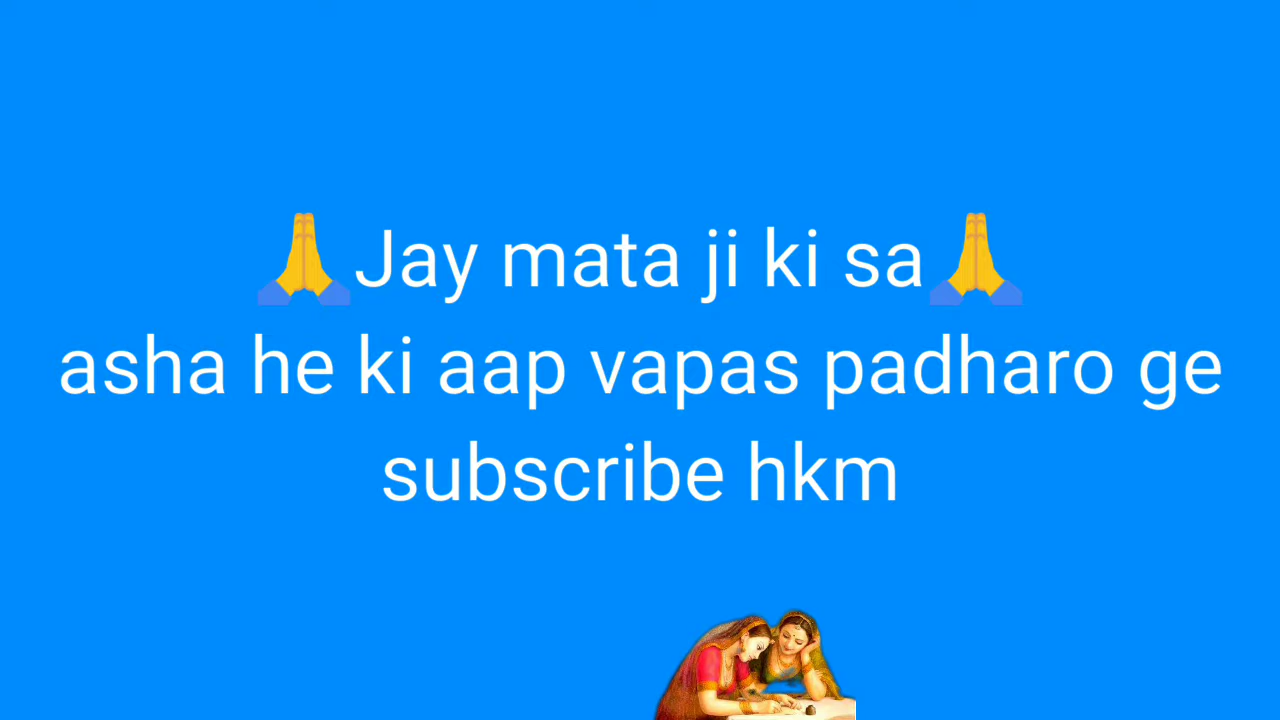 🙏Jay mata ji ki sa🙏
asha he ki aap vapas padharo ge
subscribe hkm